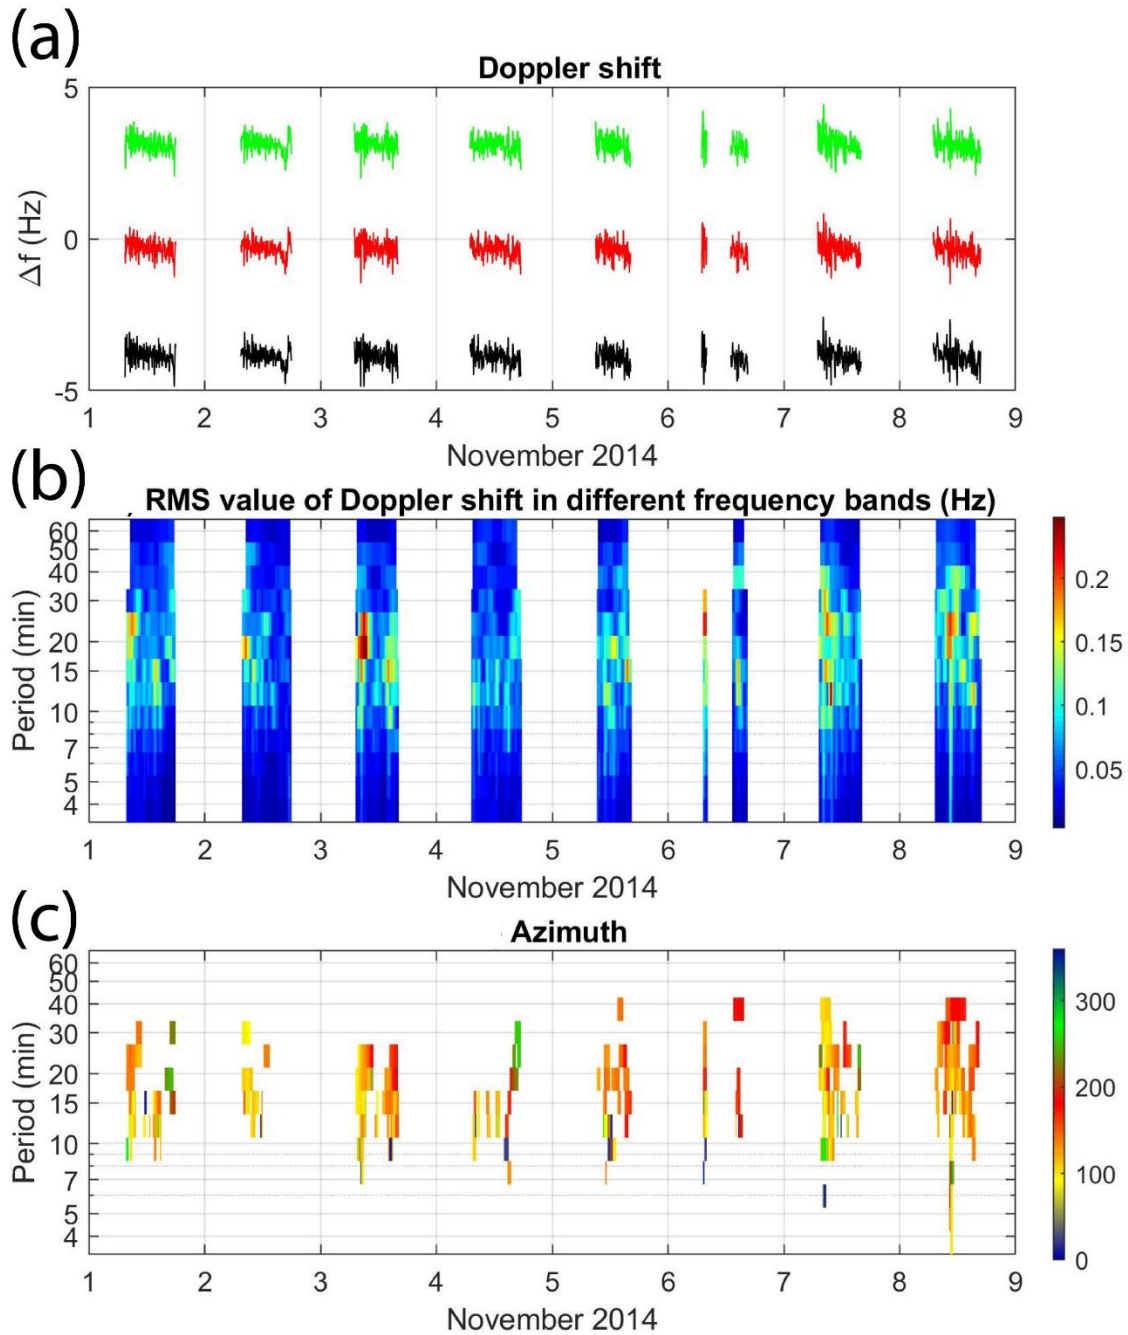 (a)
Doppler shift
5
0
-5
Δf (Hz)
1 2 3 4 5 6 7 8 9
November 2014
(b)
RMS value of Doppler shift in different frequency bands (Hz)
60
50
40
30
20
15
10
7
5
4
Period (min)
0.2
0.15
0.1
0.05
1 2 3 4 5 6 7 8 9
November 2014
(c)
Azimuth
60
50
40
30
20
15
10
7
5
4
Period (min)
300
200
100
0
1 2 3 4 5 6 7 8 9
November 2014